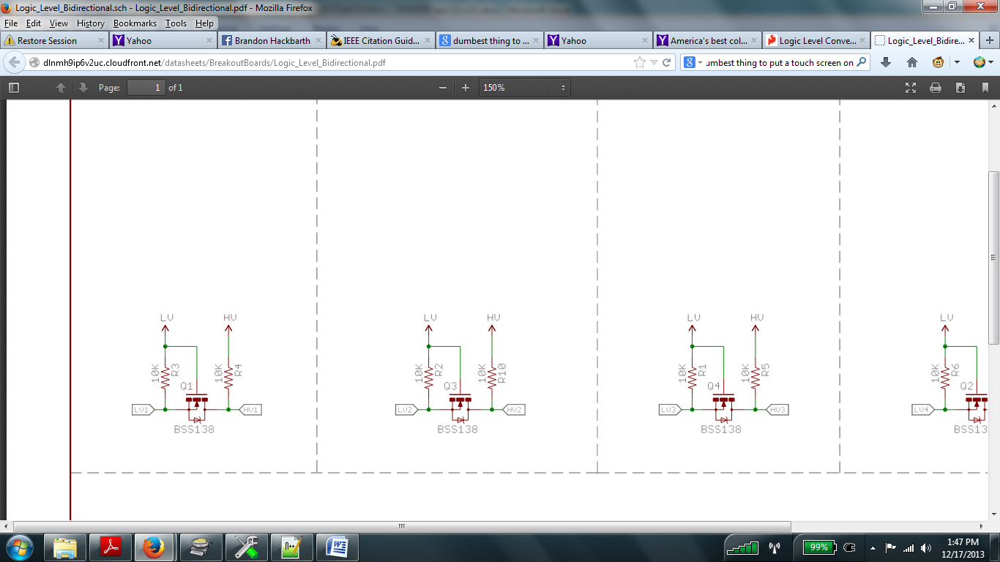 Logic_Level_Bidirectional.sch - Logic_Level_Bidirectional.pdf - Mozilla Firefox
File Edit View History Bookmarks Tools Help
Restore Session Yahoo Brandon Hackbarth IEEE Citation Guid... dumbest thing to ... Yahoo America's best col... Logic Level Conve... Logic_Level_Bidire...
dlnmh9ip6v2uc.cloudfront.net/datasheets/BreakoutBoards/Logic_Level_Bidirectional.pdf umbest thing to put a touch screen on
Page: 1 of 1 150%
LV HV LV HV LV HV LV
10K R3 10K R4 10K R2 10K R10 10K R1 10K R5 10K R6
Q1 Q3 Q4 Q2
LV1 HV1 LV2 HV2 LV3 HV3 LV4
BSS138 BSS138 BSS138 BSS13
99% 1:47 PM
12/17/2013